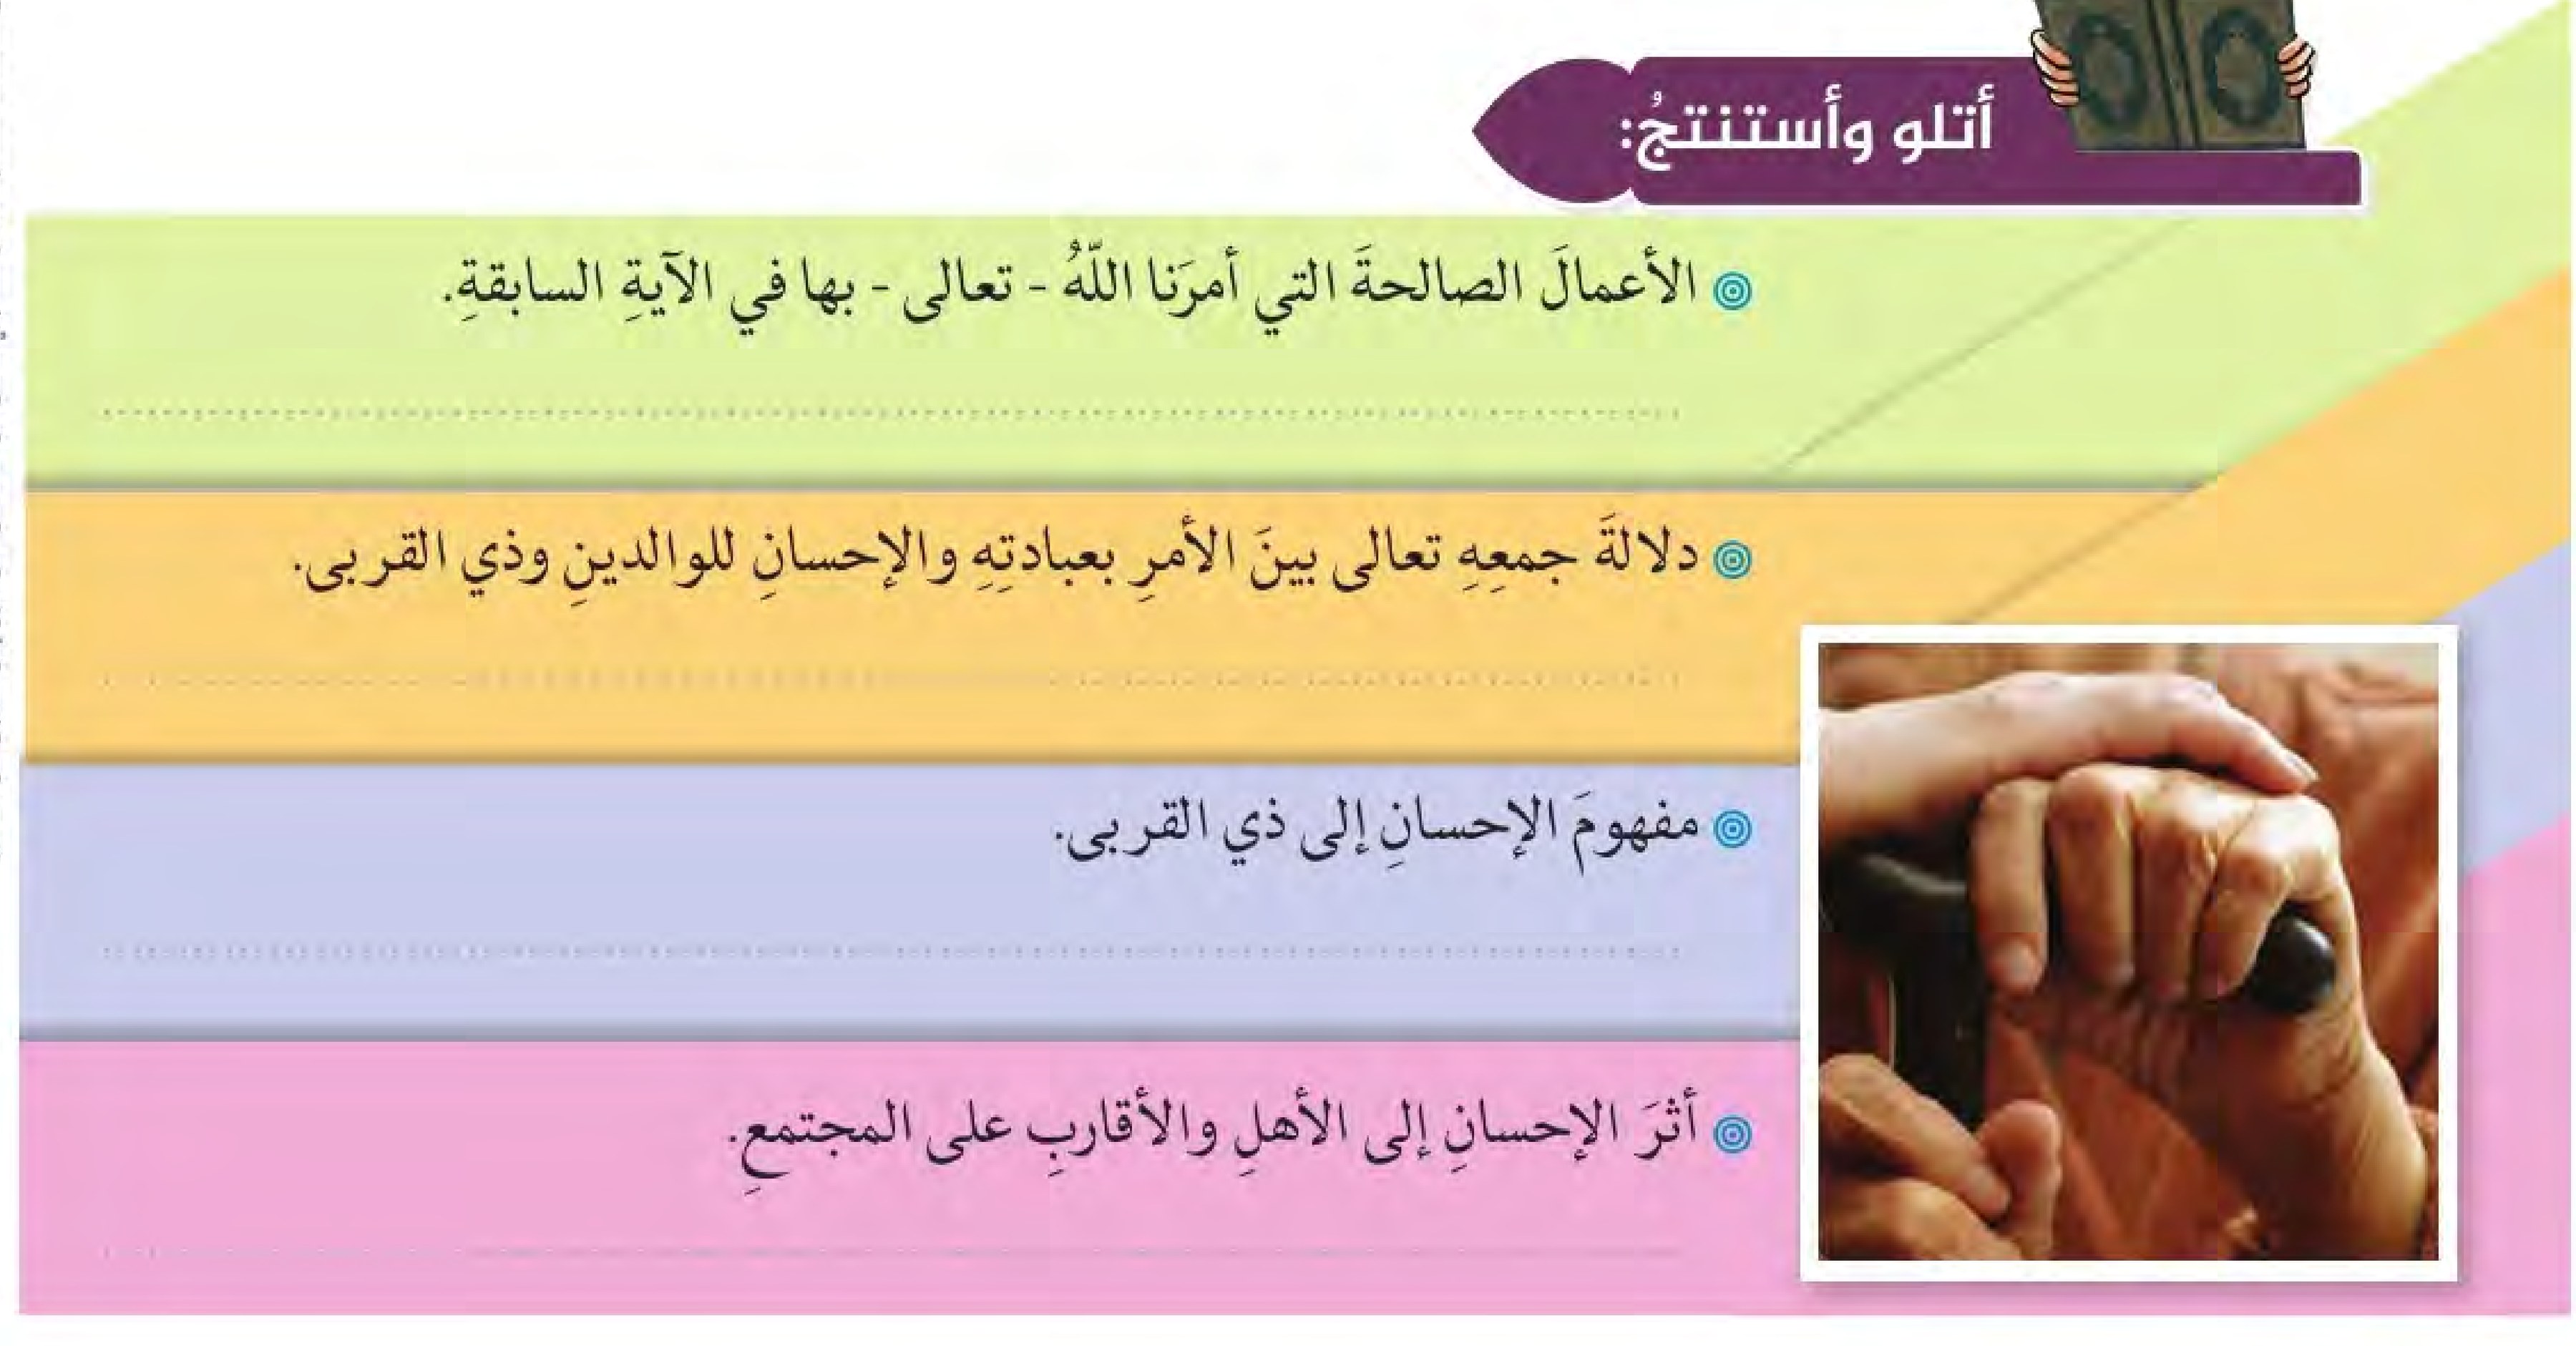 أتلو وأستنتجُ:
الأعمالَ الصالحةَ التي أمرَنا اللّهُ - تعالى - بها في الآيةِ السابقةِ.
دلالةَ جمعِهِ تعالى بينَ الأمرِ بعبادتِهِ والإحسانِ للوالدينِ وذي القربى.
مفهومَ الإحسانِ إلى ذي القربى.
أثرَ الإحسانِ إلى الأهلِ والأقاربِ على المجتمعِ.